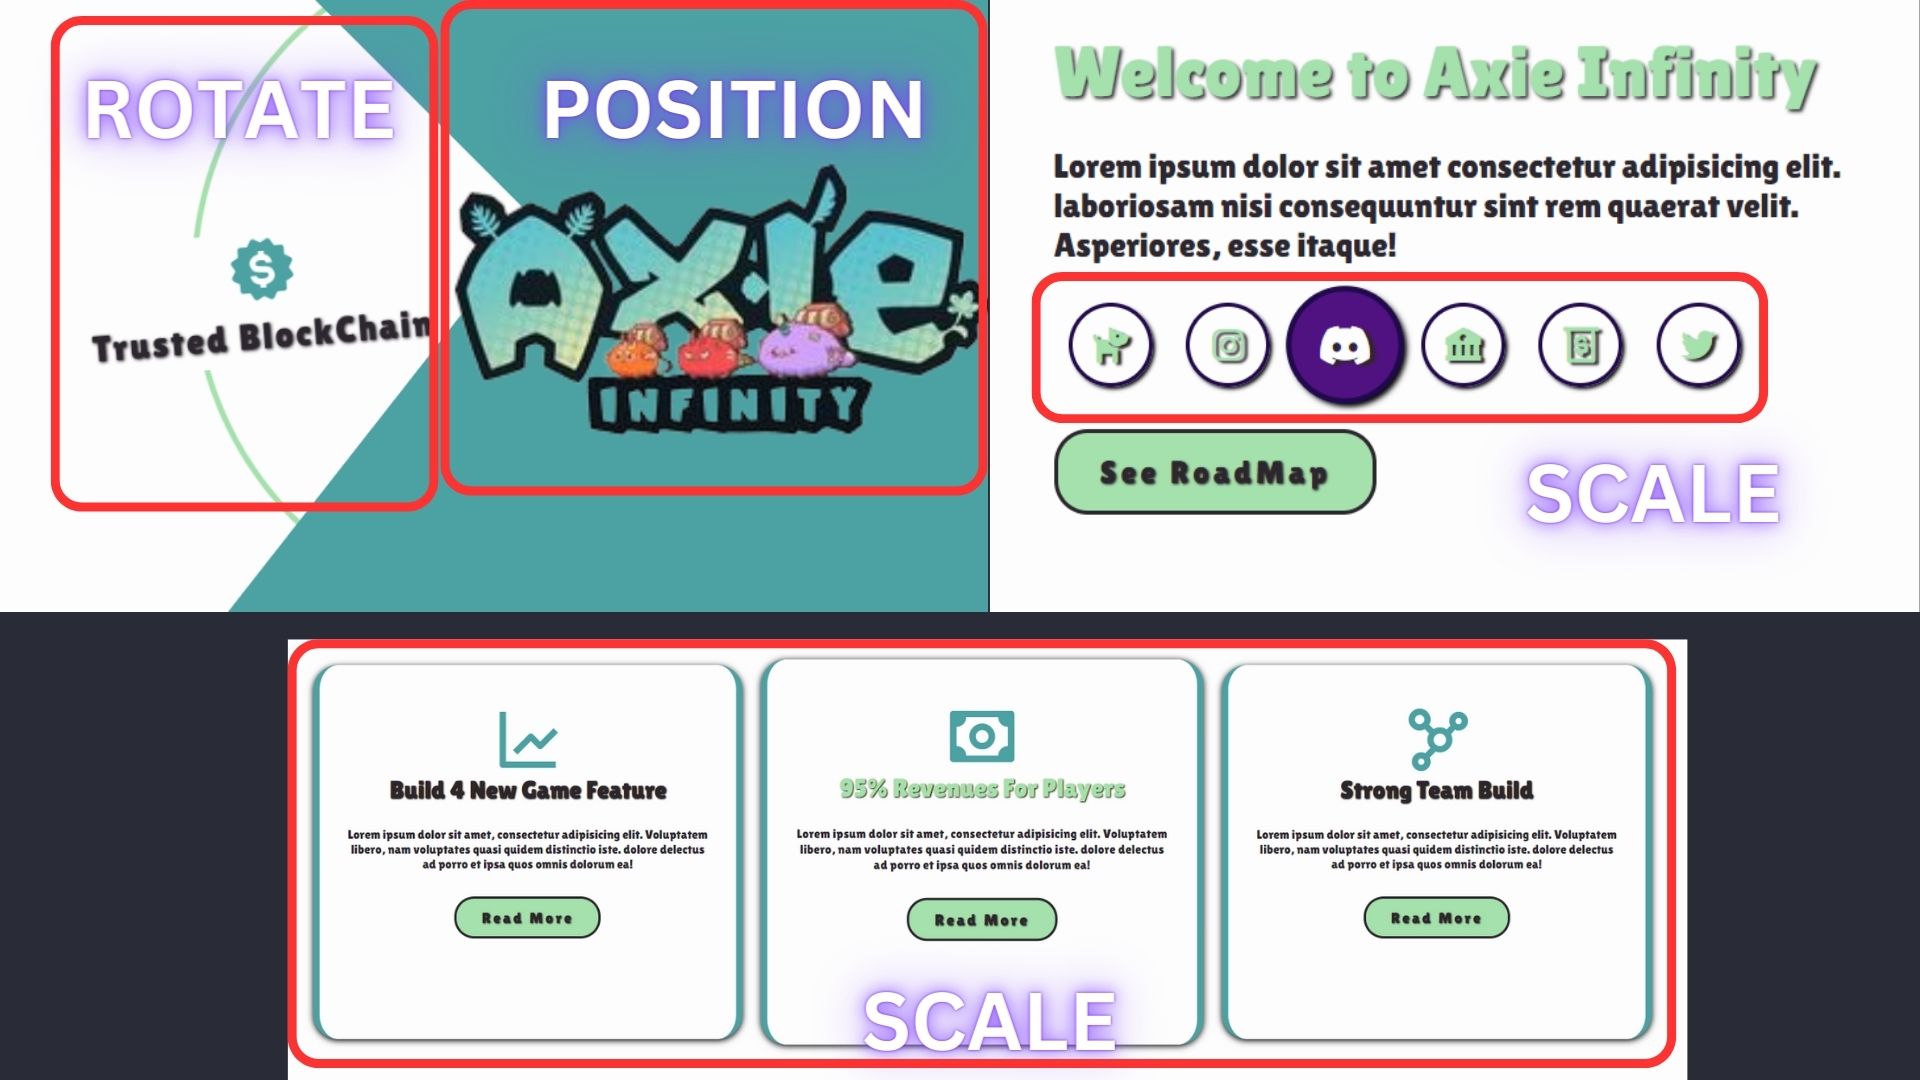 ROTATE
Trusted BlockChain
POSITION
AXIE
INFINITY
Welcome to Axie Infinity
Lorem ipsum dolor sit amet consectetur adipisicing elit.
laboriosam nisi consequuntur sint rem quaerat velit.
Asperiores, esse itaque!
See RoadMap
SCALE
Build 4 New Game Feature
Lorem ipsum dolor sit amet, consectetur adipisicing elit. Voluptatem
libero, nam voluptates quasi quidem distinctio iste. dolore delectus
ad porro et ipsa quos omnis dolorum ea!
Read More
95% Revenues For Players
Lorem ipsum dolor sit amet, consectetur adipisicing elit. Voluptatem
libero, nam voluptates quasi quidem distinctio iste. dolore delectus
ad porro et ipsa quos omnis dolorum ea!
Read More
Strong Team Build
Lorem ipsum dolor sit amet, consectetur adipisicing elit. Voluptatem
libero, nam voluptates quasi quidem distinctio iste. dolore delectus
ad porro et ipsa quos omnis dolorum ea!
Read More
SCALE